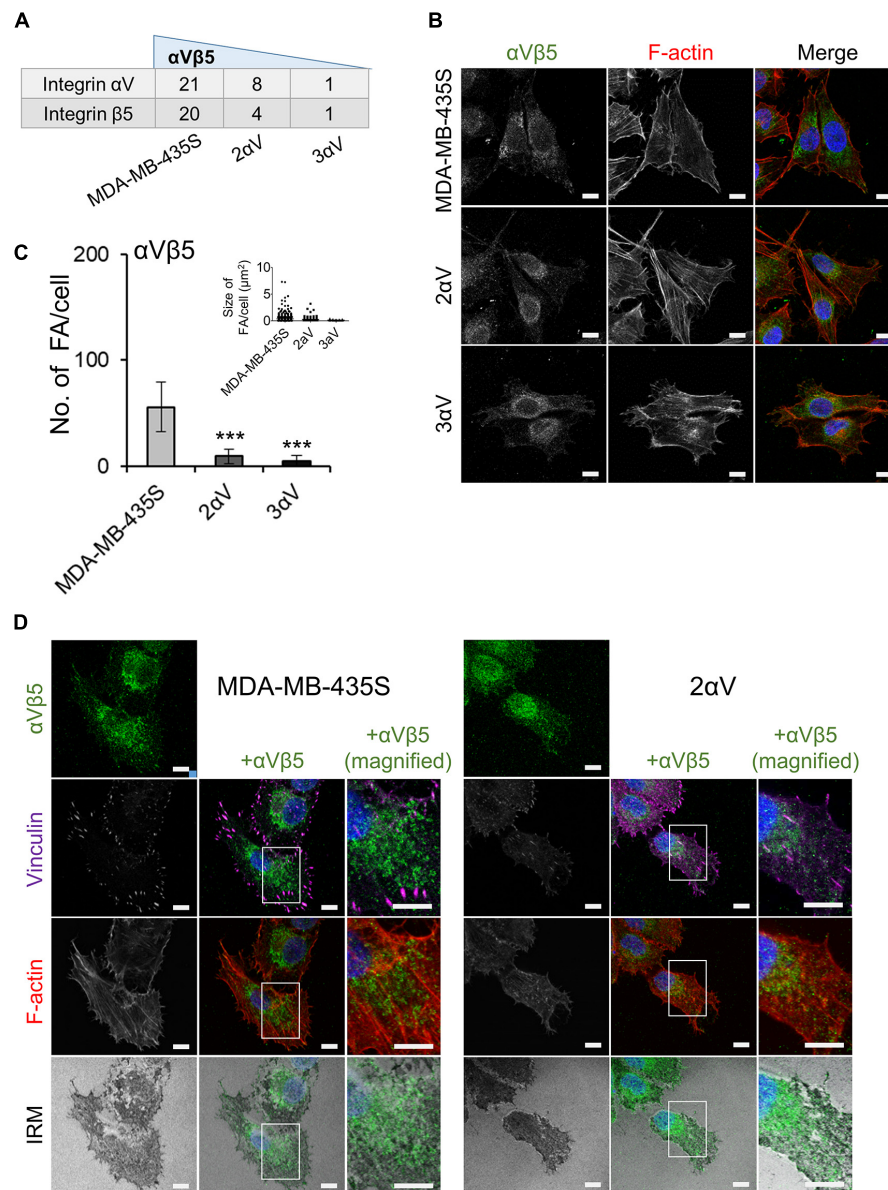 A
αVβ5
Integrin αV 21 8 1
Integrin β5 20 4 1
MDA-MB-435S 2αV 3αV
B
αVβ5 F-actin Merge
MDA-MB-435S
2αV
3αV
C
αVβ5
No. of FA/cell
200
100
0
***
***
MDA-MB-435S 2αV 3αV
Size of
FA/cell (μm²)
10
5
0
MDA-MB-435S 2aV 3aV
D
αVβ5
MDA-MB-435S
2αV
+αVβ5
+αVβ5
(magnified)
+αVβ5
+αVβ5
(magnified)
Vinculin
F-actin
IRM